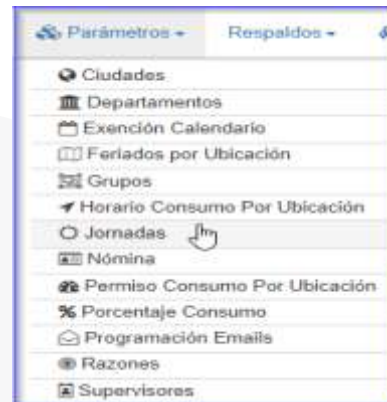 Parámetros Respaldos
Ciudades
Departamentos
Exención Calendario
Feriados por Ubicación
Grupos
Horario Consumo Por Ubicación
Jornadas
Nómina
Permiso Consumo Por Ubicación
% Porcentaje Consumo
Programación Emails
Razones
Supervisores